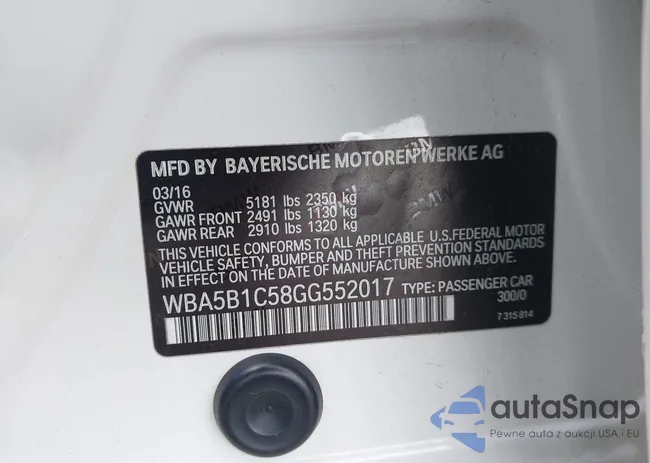 MFD BY BAYERISCHE MOTOREN WERKE AG
03/16
GVWR 5181 lbs 2350 kg
GAWR FRONT 2491 lbs 1130 kg
GAWR REAR 2910 lbs 1320 kg
THIS VEHICLE CONFORMS TO ALL APPLICABLE U.S.FEDERAL MOTOR
VEHICLE SAFETY, BUMPER AND THEFT PREVENTION STANDARDS
IN EFFECT ON THE DATE OF MANUFACTURE SHOWN ABOVE.
WBA5B1C58GG552017 TYPE: PASSENGER CAR
300/0
7 315 814
autaSnap
Pewne auta z aukcji USA i EU